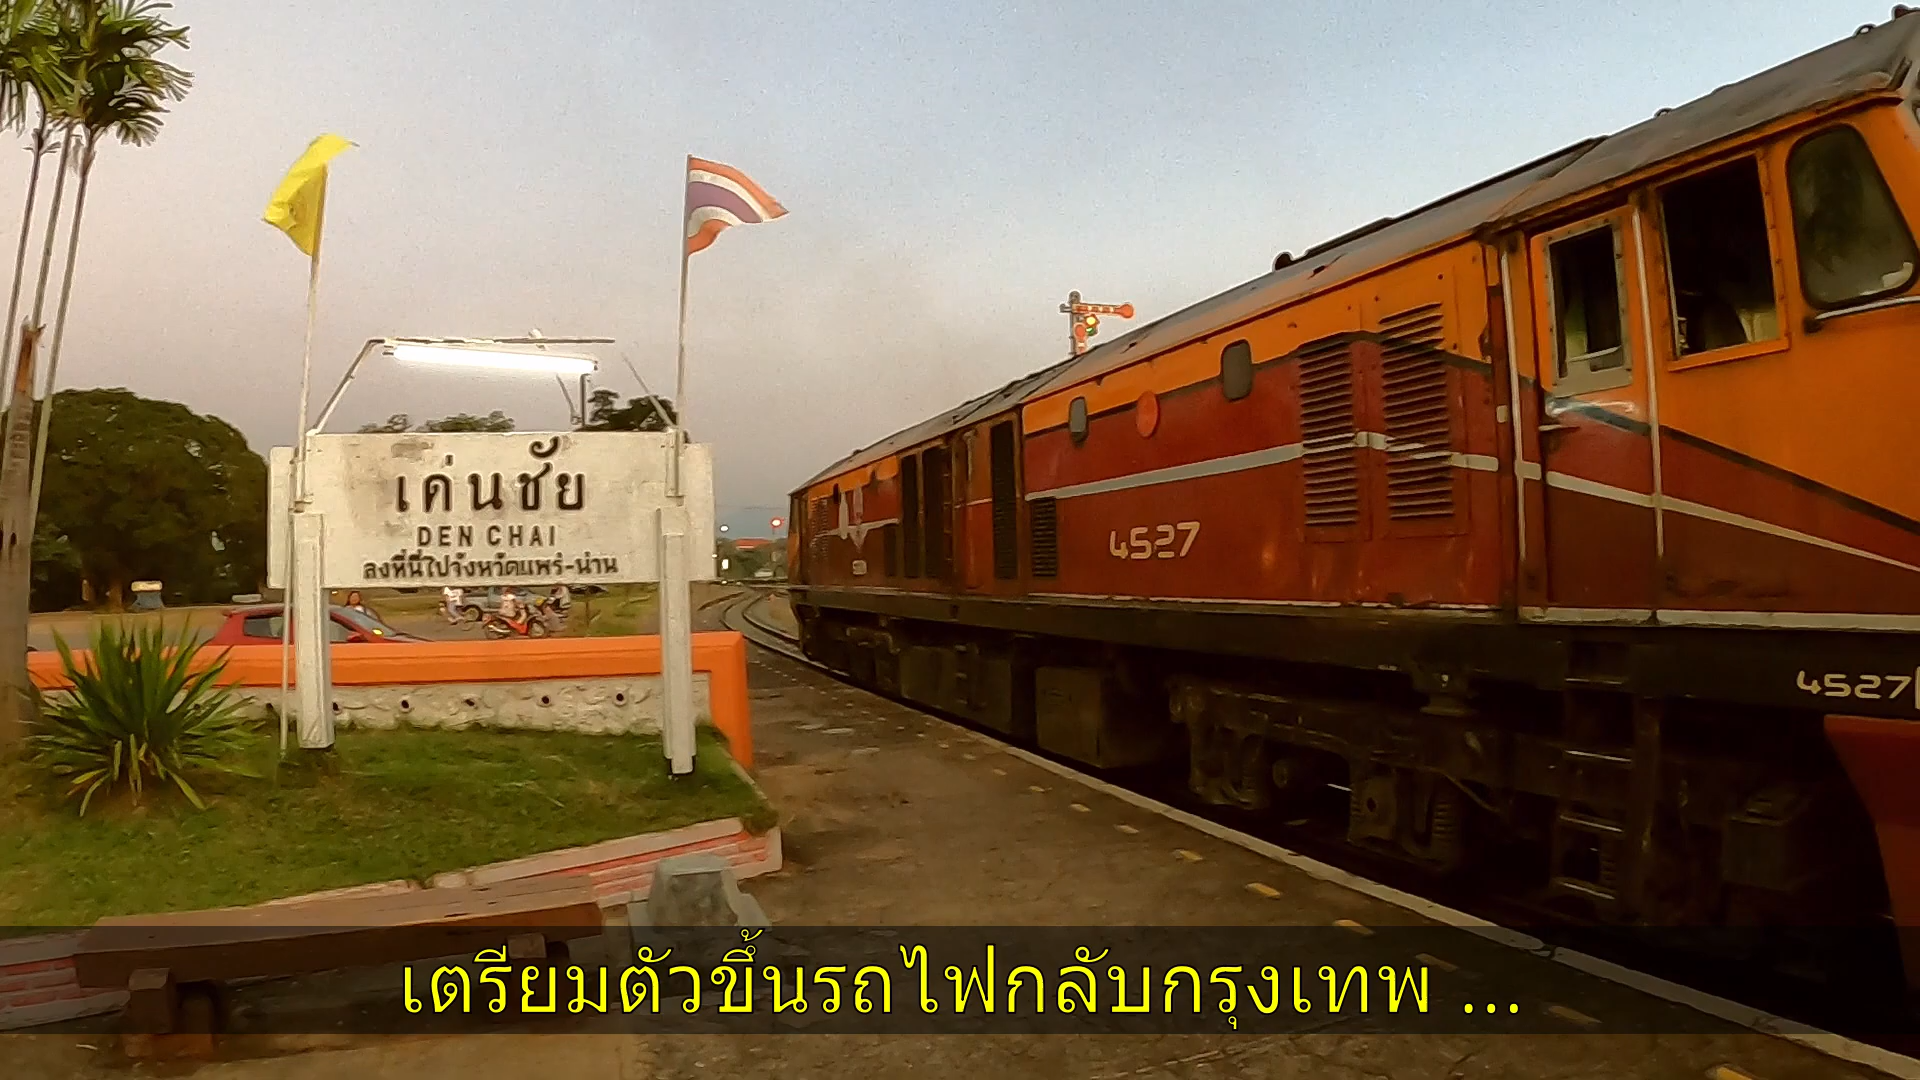 เด่นชัย
DEN CHAI
ลงที่นี่ไปจังหวัดแพร่-น่าน
4527
4527
เตรียมตัวขึ้นรถไฟกลับกรุงเทพ ...